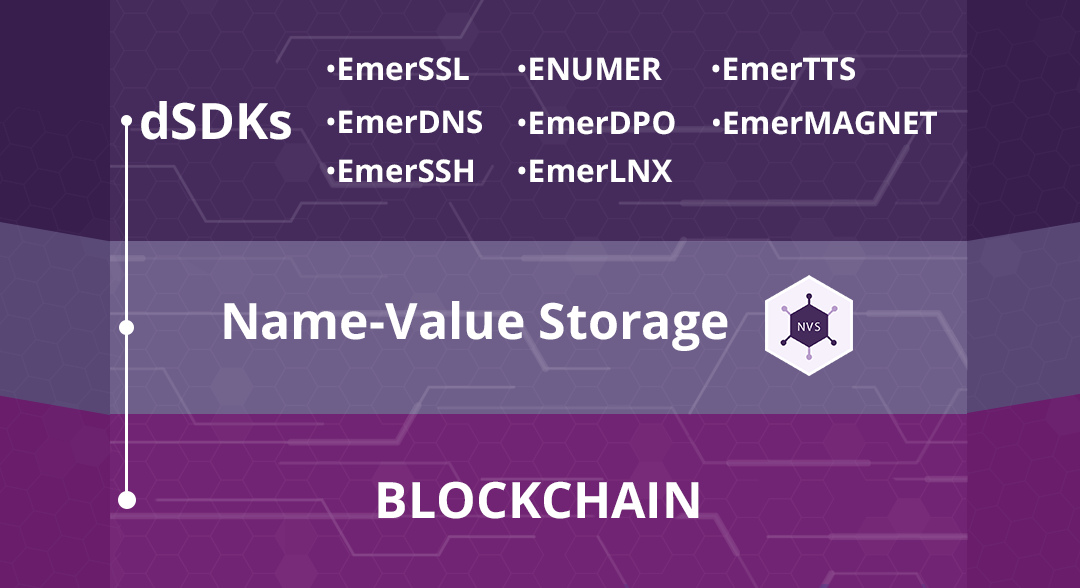 dSDKs
•EmerSSL
•EmerDNS
•EmerSSH
•ENUMER
•EmerDPO
•EmerLNX
•EmerTTS
•EmerMAGNET
Name-Value Storage
NVS
BLOCKCHAIN